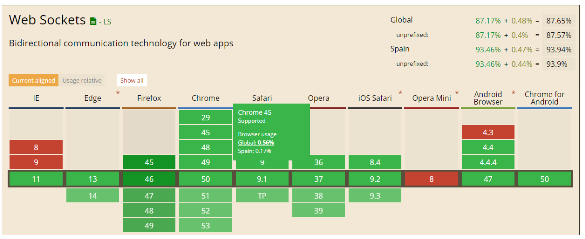 Web Sockets - LS
Global 87.17% + 0.48% = 87.65%
unprefixed: 87.17% + 0.4% = 87.57%
Bidirectional communication technology for web apps
Spain 93.46% + 0.47% = 93.94%
unprefixed: 93.46% + 0.44% = 93.9%
Current aligned Usage relative Show all
IE Edge * Firefox Chrome Safari Opera iOS Safari * Opera Mini * Android Browser * Chrome for Android
29
Chrome 45
Supported
Browser usage
Global: 0.56%
Spain: 0.17%
45 4.3
8 48 4.4
9 45 49 9 36 8.4 4.4.4
11 13 46 50 9.1 37 9.2 8 47 50
14 47 51 TP 38 9.3
48 52 39
49 53